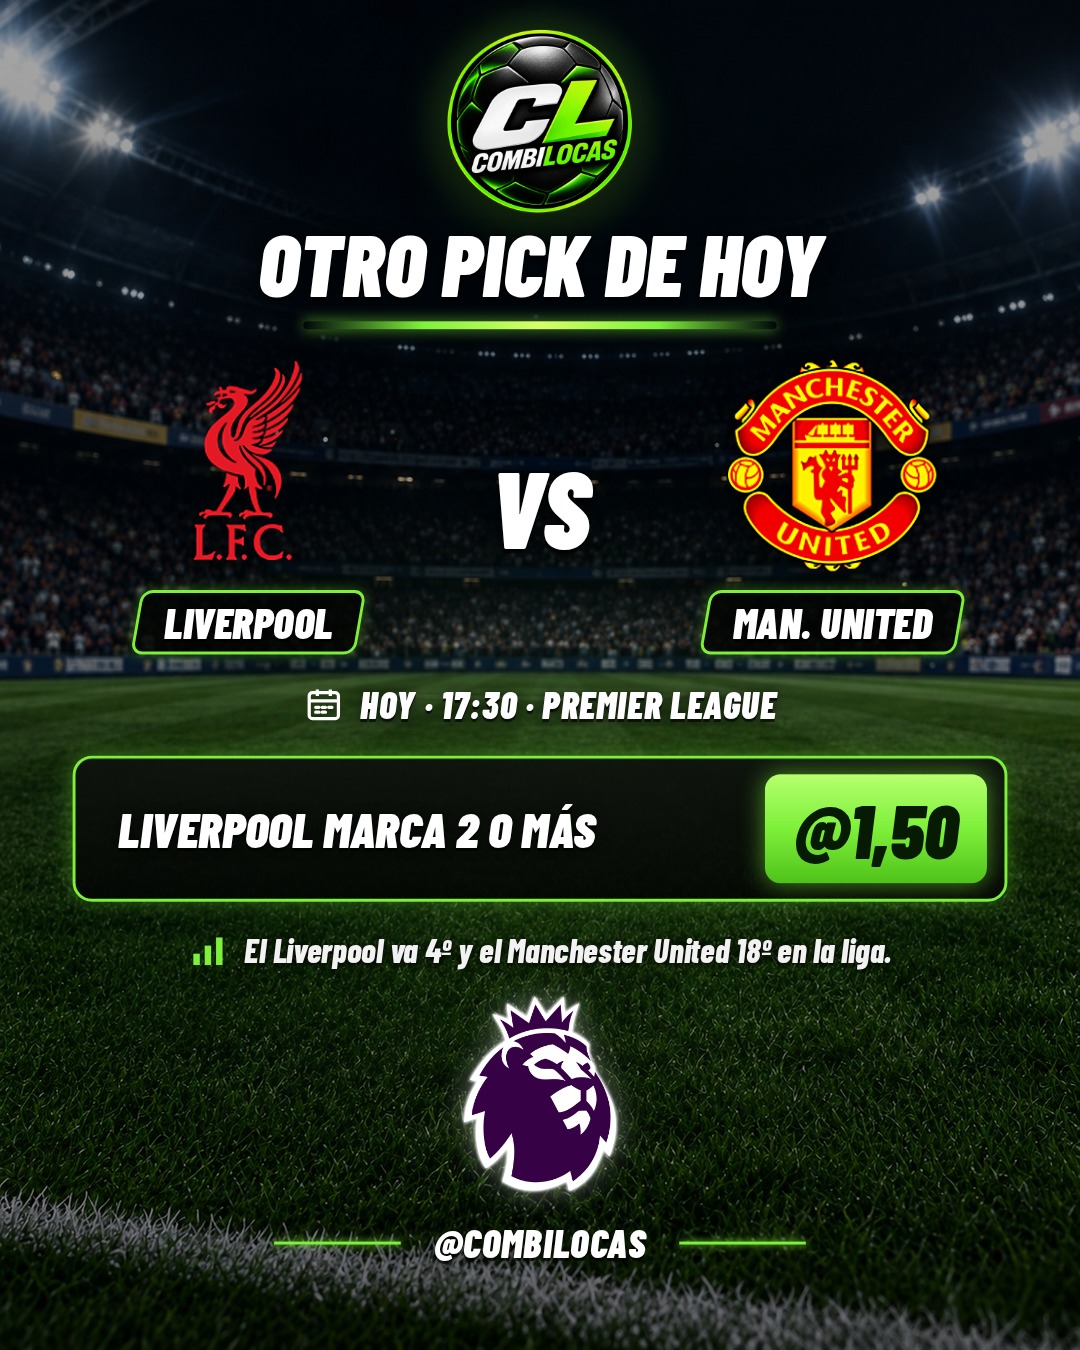 CL
COMBILOCAS
OTRO PICK DE HOY
L.F.C.
VS
MANCHESTER
UNITED
LIVERPOOL
MAN. UNITED
HOY · 17:30 · PREMIER LEAGUE
LIVERPOOL MARCA 2 O MÁS
@1,50
El Liverpool va 4º y el Manchester United 18º en la liga.
@COMBILOCAS